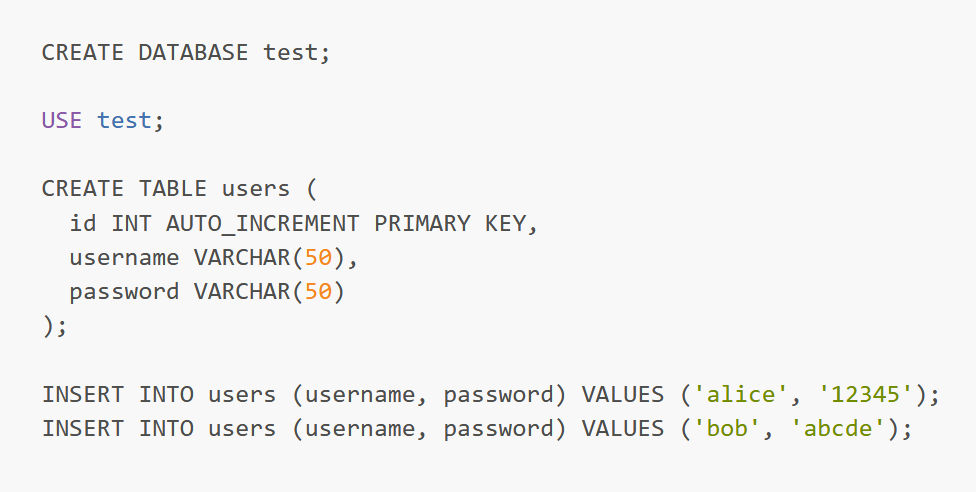 CREATE DATABASE test;
USE test;
CREATE TABLE users (
  id INT AUTO_INCREMENT PRIMARY KEY,
  username VARCHAR(50),
  password VARCHAR(50)
);
INSERT INTO users (username, password) VALUES ('alice', '12345');
INSERT INTO users (username, password) VALUES ('bob', 'abcde');